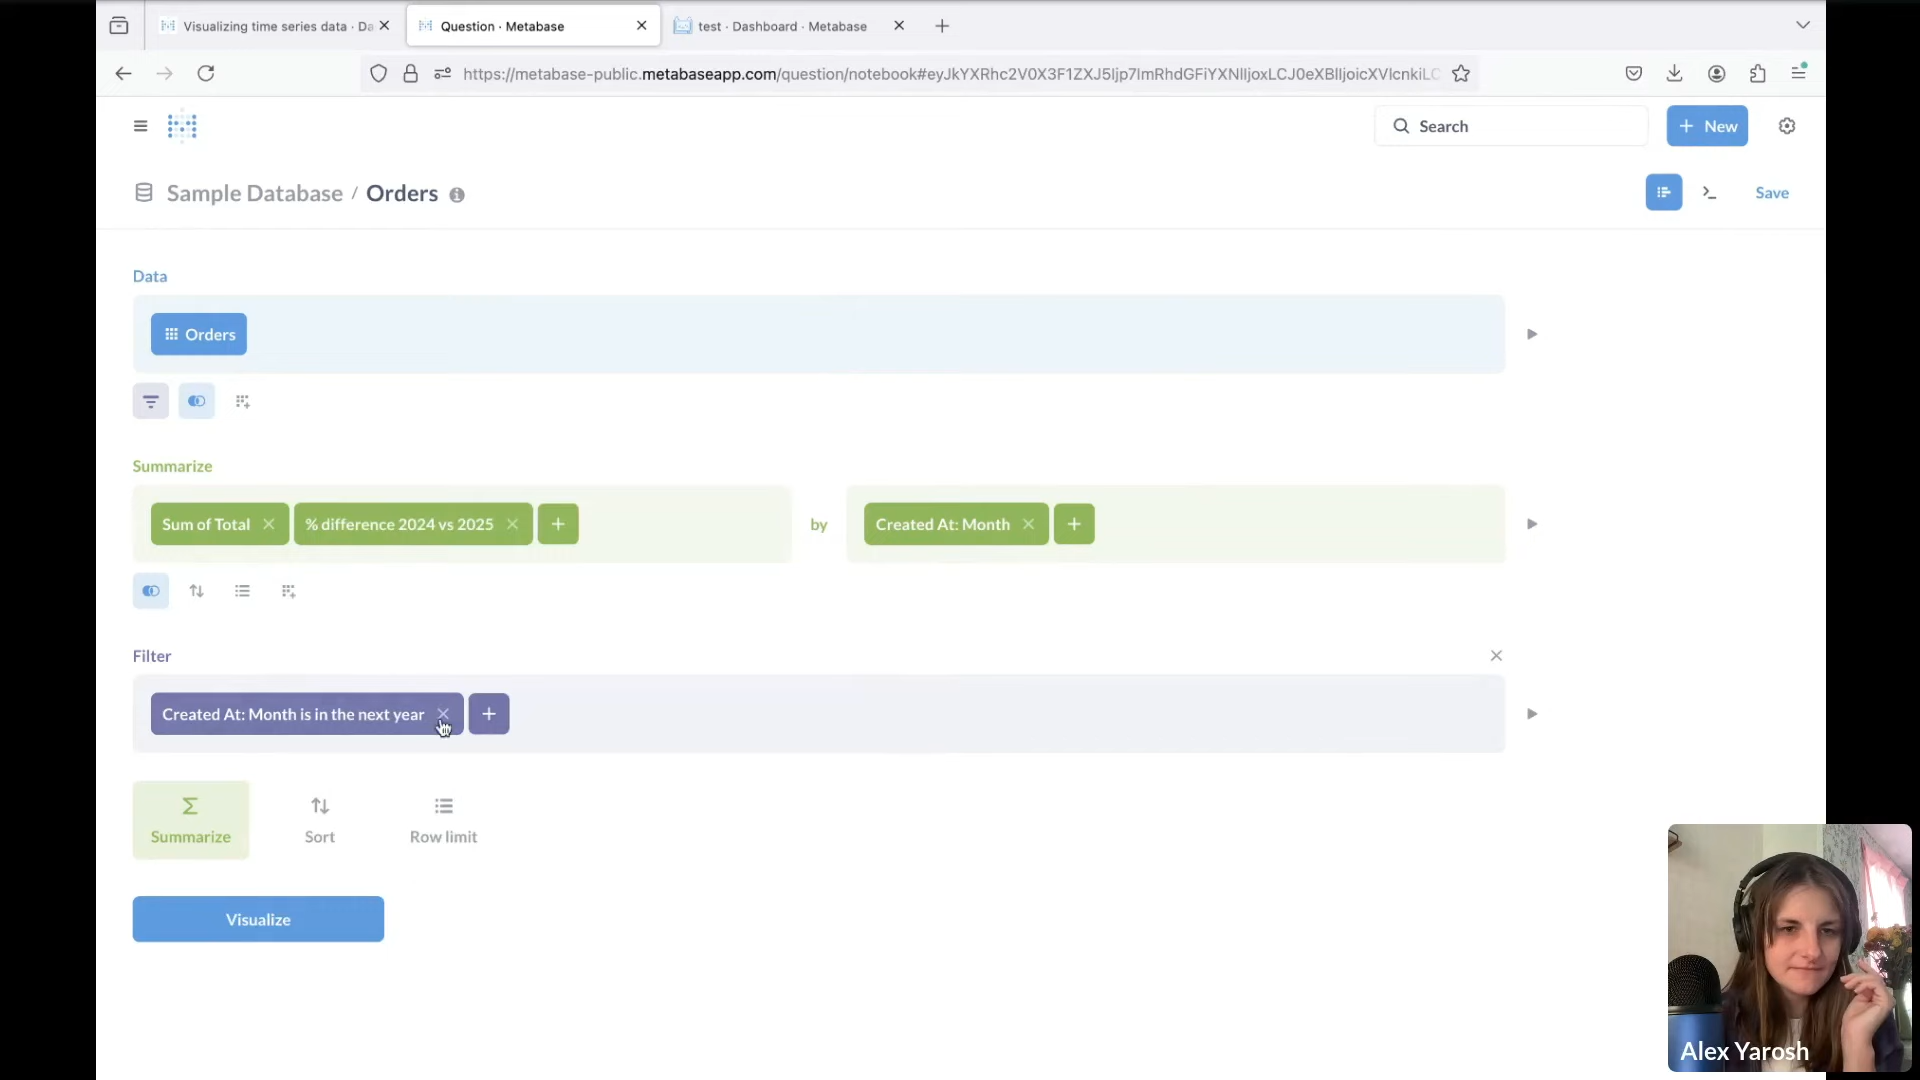 Visualizing time series data · Da
Question · Metabase
test · Dashboard · Metabase
https://metabase-public.metabaseapp.com/question/notebook#
Search
New
Sample Database / Orders
Save
Data
Orders
Summarize
Sum of Total
% difference 2024 vs 2025
by
Created At: Month
Filter
Created At: Month is in the next year
Summarize
Sort
Row limit
Visualize
Alex Yarosh